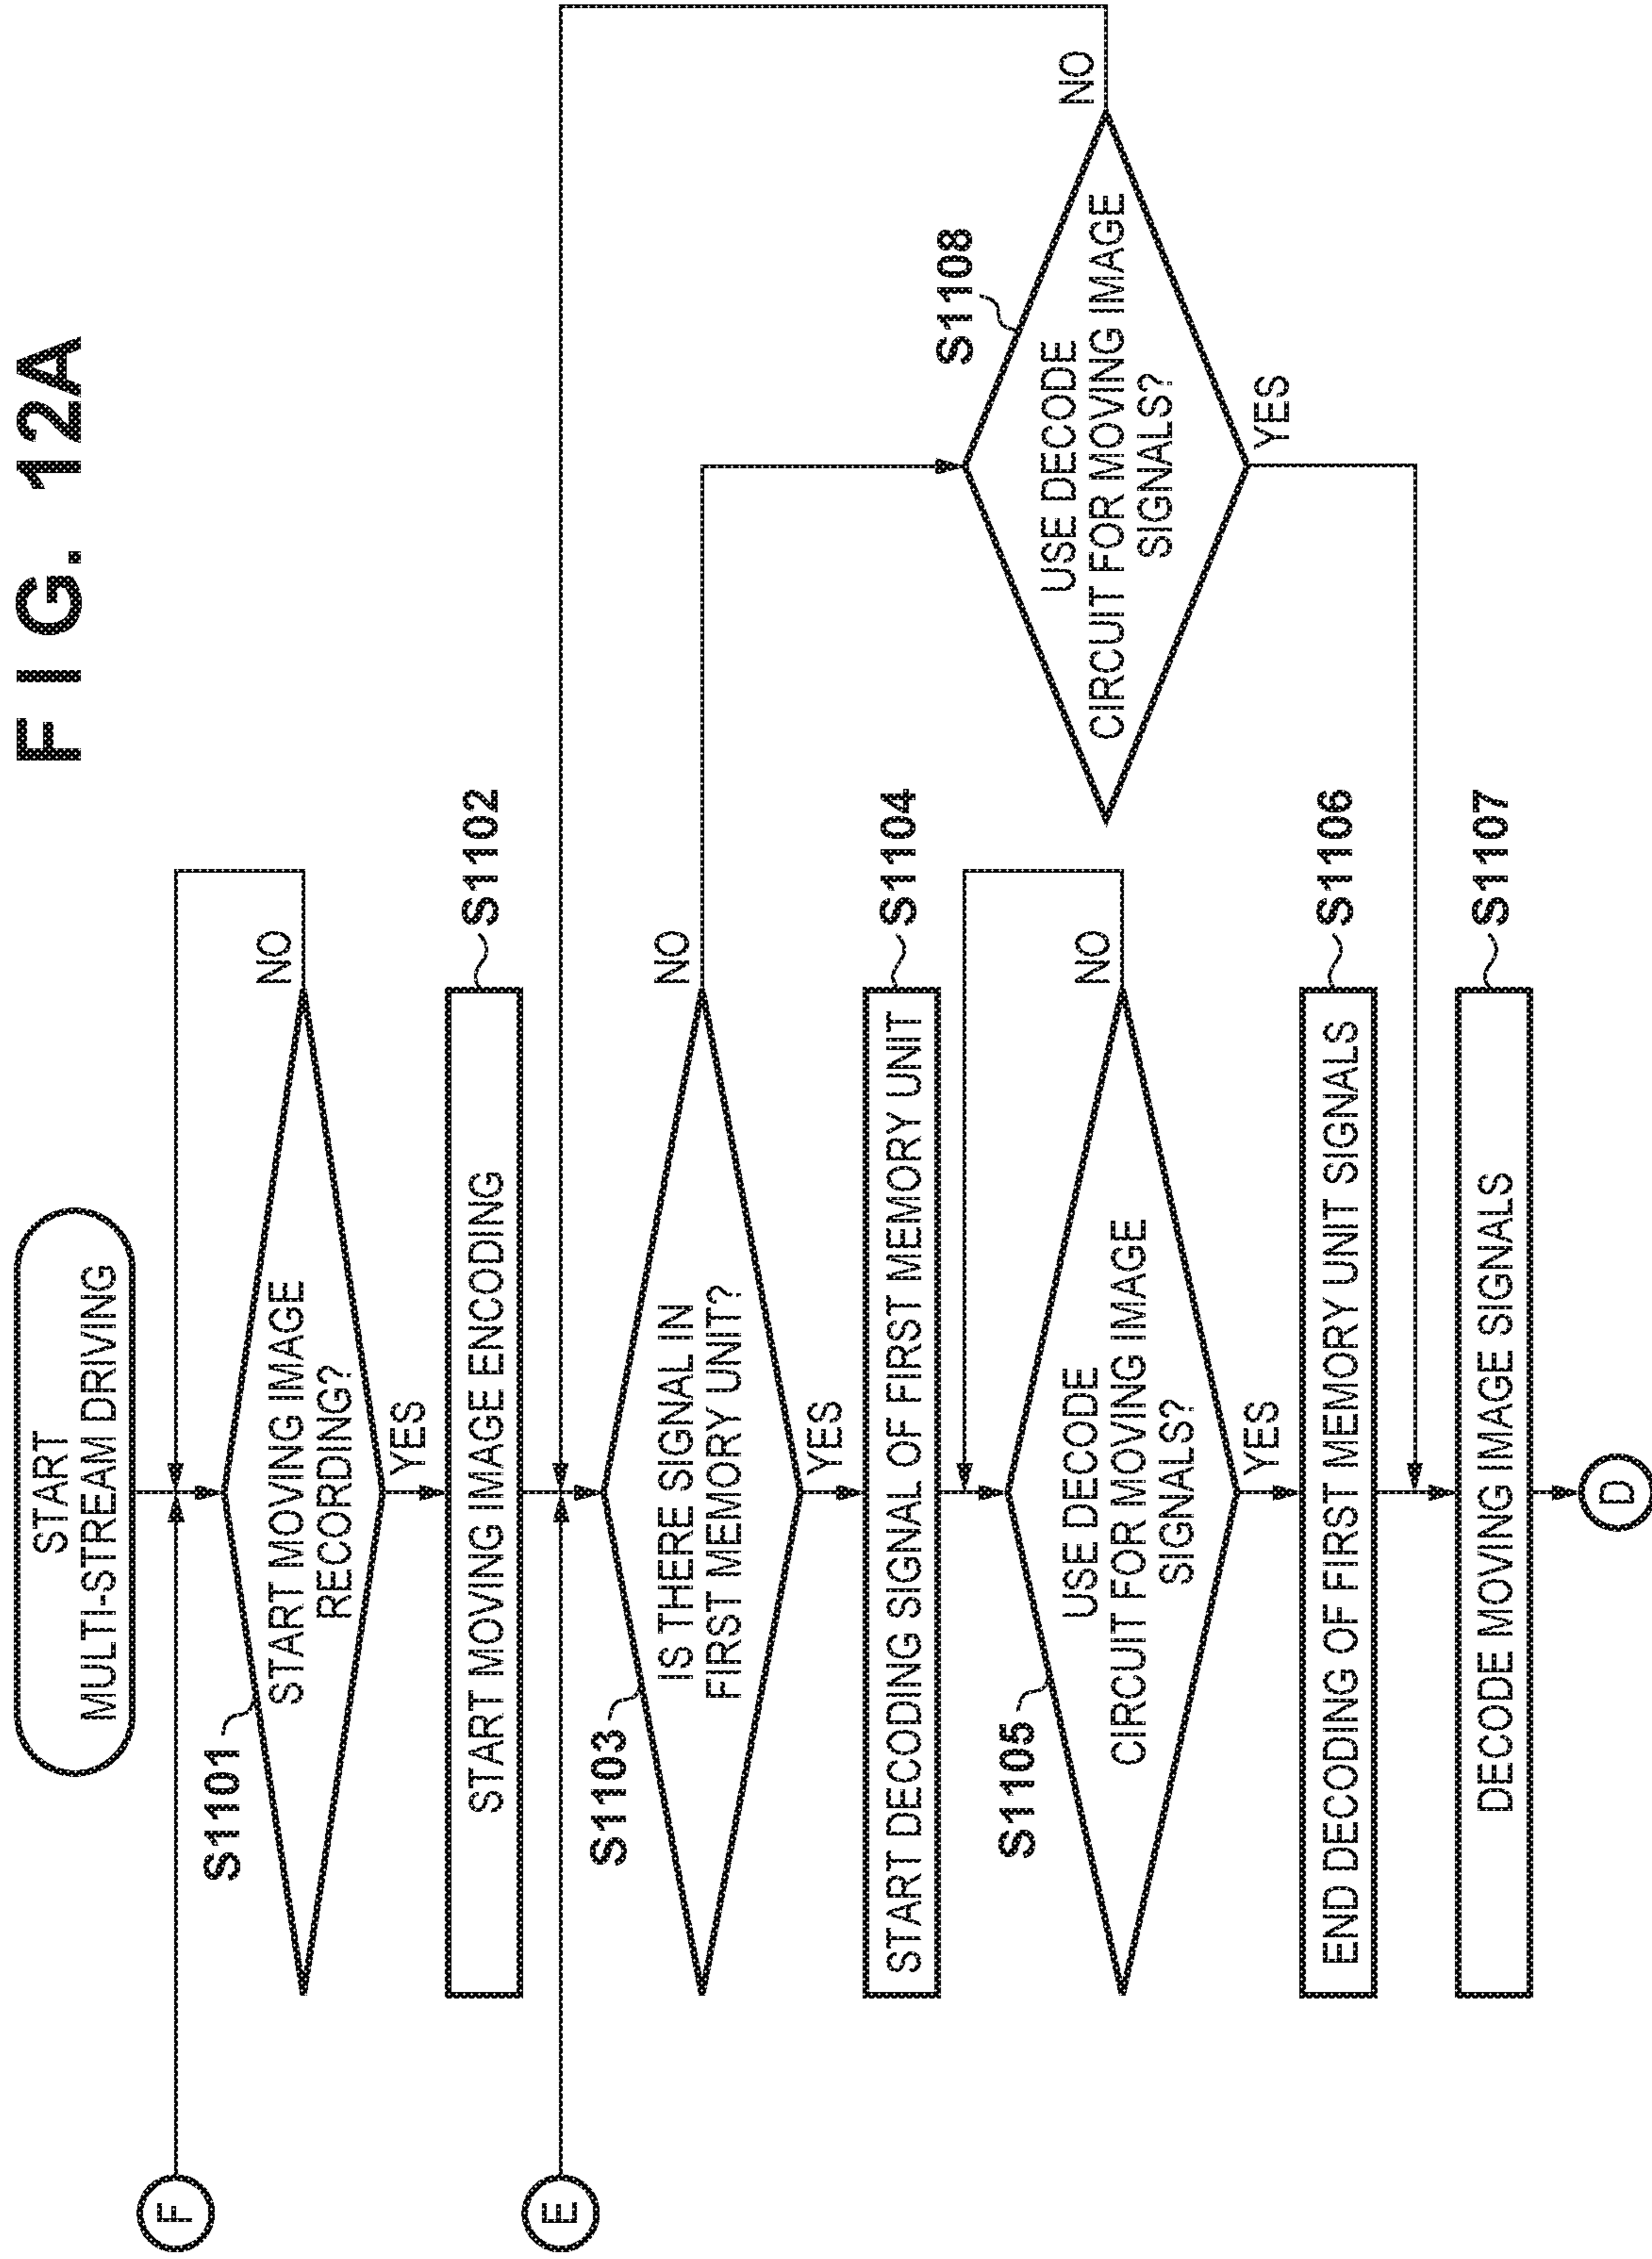 FIG. 12A
START
MULTI-STREAM DRIVING
F
S1101
START MOVING IMAGE
RECORDING?
NO
YES
START MOVING IMAGE ENCODING
S1102
E
S1103
IS THERE SIGNAL IN
FIRST MEMORY UNIT?
NO
YES
START DECODING SIGNAL OF FIRST MEMORY UNIT
S1104
S1108
USE DECODE
CIRCUIT FOR MOVING IMAGE
SIGNALS?
NO
YES
S1105
USE DECODE
CIRCUIT FOR MOVING IMAGE
SIGNALS?
NO
YES
END DECODING OF FIRST MEMORY UNIT SIGNALS
S1106
DECODE MOVING IMAGE SIGNALS
S1107
D